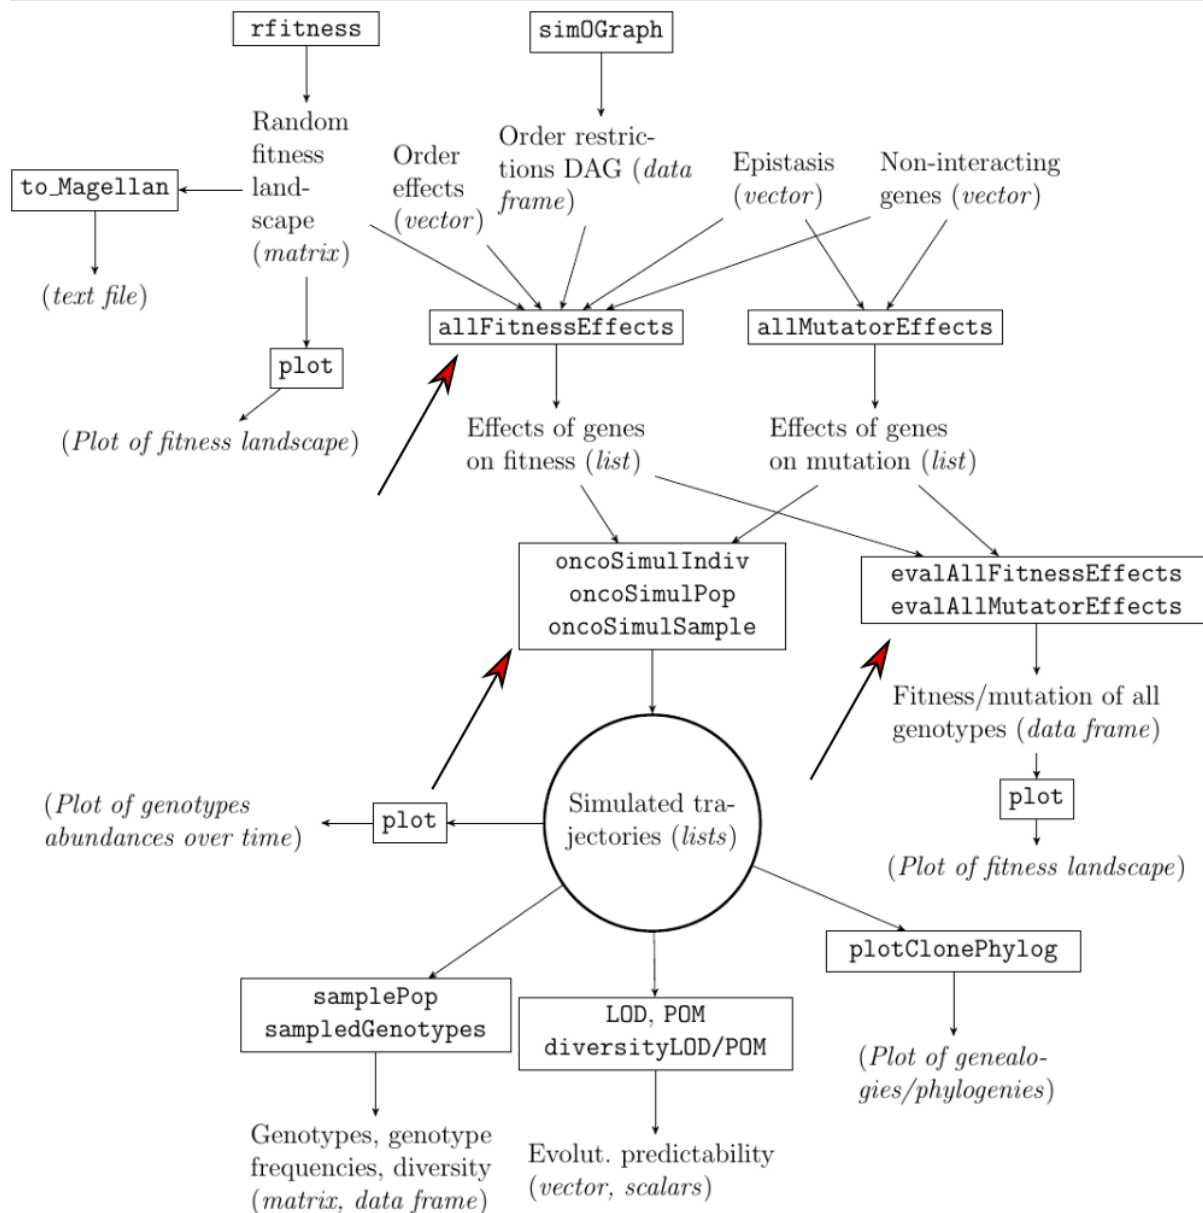 rfitness
simOGraph
Random
fitness
land-
scape
(matrix)
Order
effects
(vector)
Order restric-
tions DAG (data
frame)
Epistasis
(vector)
Non-interacting
genes (vector)
to_Magellan
(text file)
allFitnessEffects
allMutatorEffects
plot
(Plot of fitness landscape)
Effects of genes
on fitness (list)
Effects of genes
on mutation (list)
oncoSimulIndiv
oncoSimulPop
oncoSimulSample
evalAllFitnessEffects
evalAllMutatorEffects
Fitness/mutation of all
genotypes (data frame)
plot
(Plot of fitness landscape)
Simulated tra-
jectories (lists)
plot
(Plot of genotypes
abundances over time)
plotClonePhylog
(Plot of genealo-
gies/phylogenies)
samplePop
sampledGenotypes
LOD, POM
diversityLOD/POM
Genotypes, genotype
frequencies, diversity
(matrix, data frame)
Evolut. predictability
(vector, scalars)